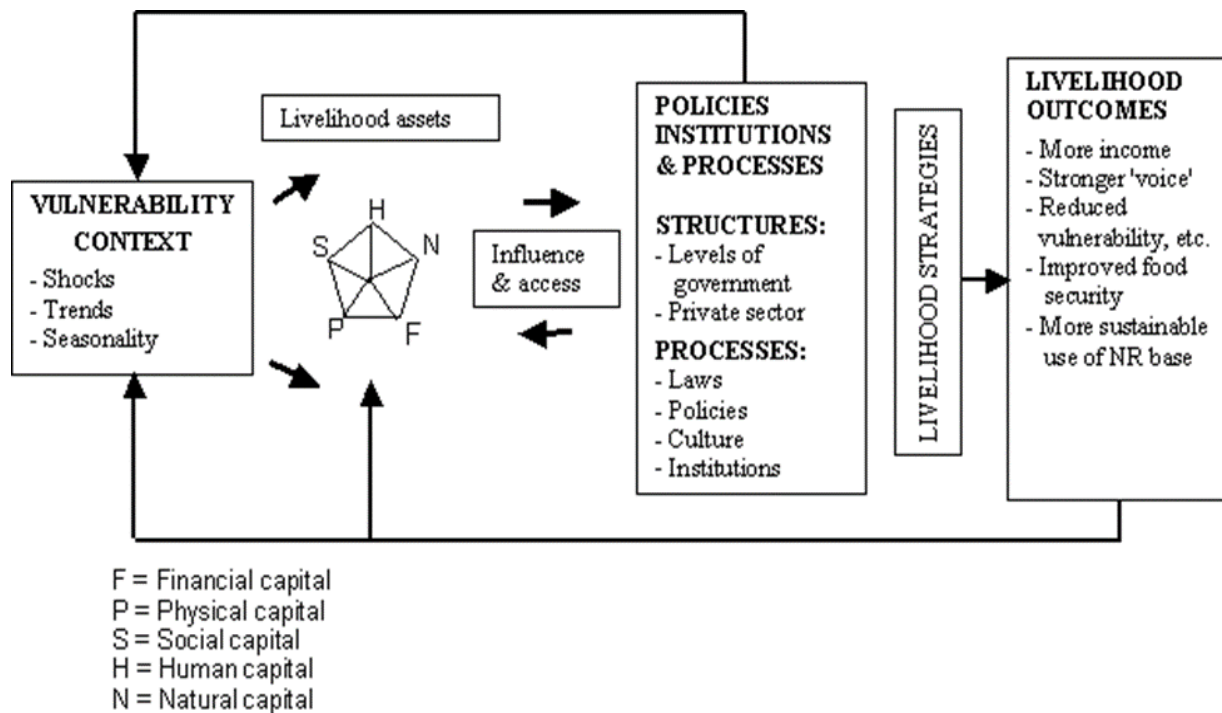 Livelihood assets
VULNERABILITY
CONTEXT
- Shocks
- Trends
- Seasonality
H
S
N
P
F
Influence
& access
POLICIES
INSTITUTIONS
& PROCESSES
STRUCTURES:
- Levels of
government
- Private sector
PROCESSES:
- Laws
- Policies
- Culture
- Institutions
LIVELIHOOD STRATEGIES
LIVELIHOOD
OUTCOMES
- More income
- Stronger 'voice'
- Reduced
vulnerability, etc.
- Improved food
security
- More sustainable
use of NR base
F = Financial capital
P = Physical capital
S = Social capital
H = Human capital
N = Natural capital